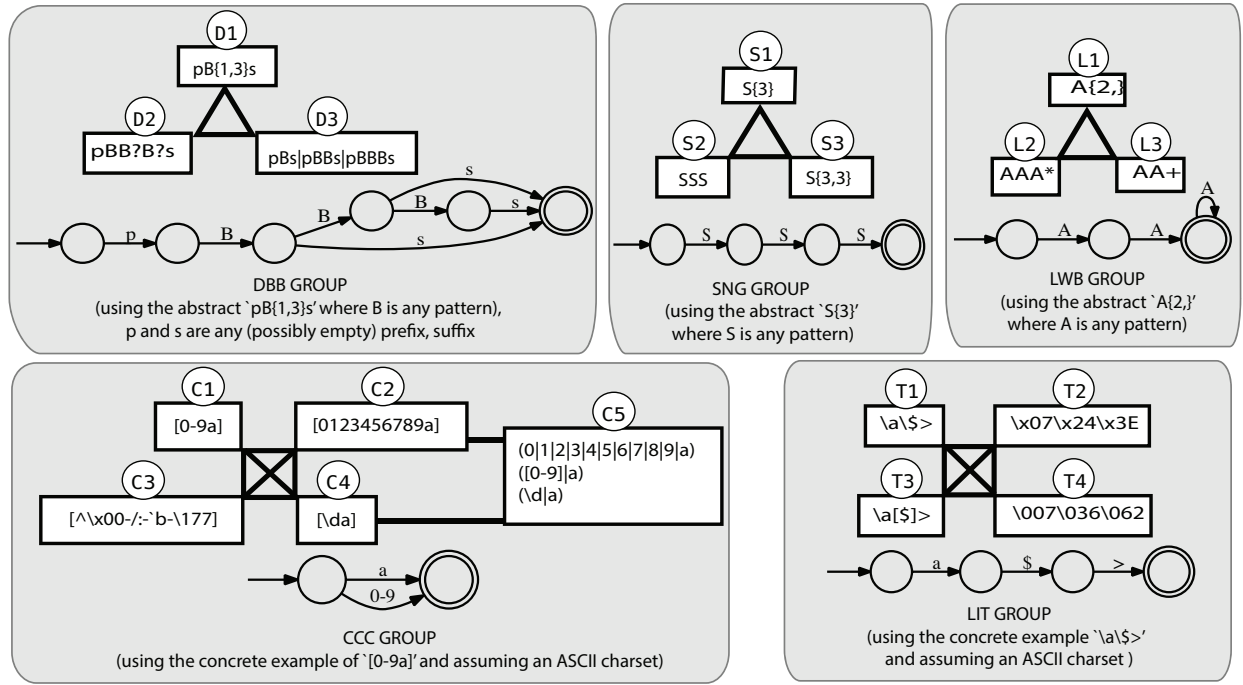 D1
pB{1,3}s
D2
pBB?B?s
D3
pBs|pBBs|pBBBs
p
B
B
B
s
s
s
DBB GROUP
(using the abstract `pB{1,3}s' where B is any pattern),
p and s are any (possibly empty) prefix, suffix
S1
S{3}
S2
SSS
S3
S{3,3}
S
S
S
SNG GROUP
(using the abstract `S{3}'
where S is any pattern)
L1
A{2,}
L2
AAA*
L3
AA+
A
A
A
LWB GROUP
(using the abstract `A{2,}'
where A is any pattern)
C1
[0-9a]
C2
[0123456789a]
C3
[^\x00-/:-`b-\177]
C4
[\da]
C5
(0|1|2|3|4|5|6|7|8|9|a)
([0-9]|a)
(\d|a)
a
0-9
CCC GROUP
(using the concrete example of `[0-9a]' and assuming an ASCII charset)
T1
\a\$>
T2
\x07\x24\x3E
T3
\a[$]>
T4
\007\036\062
a
$
>
LIT GROUP
(using the concrete example `\a\$>'
and assuming an ASCII charset )